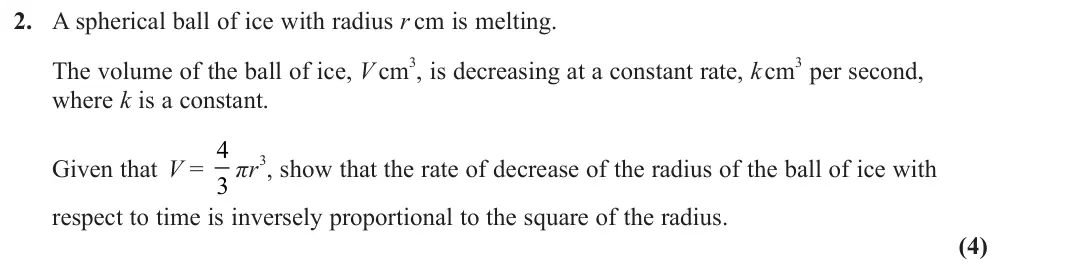 2. A spherical ball of ice with radius r cm is melting.
The volume of the ball of ice, V cm³, is decreasing at a constant rate, k cm³ per second,
where k is a constant.
Given that V = 4/3 πr³, show that the rate of decrease of the radius of the ball of ice with
respect to time is inversely proportional to the square of the radius.
(4)